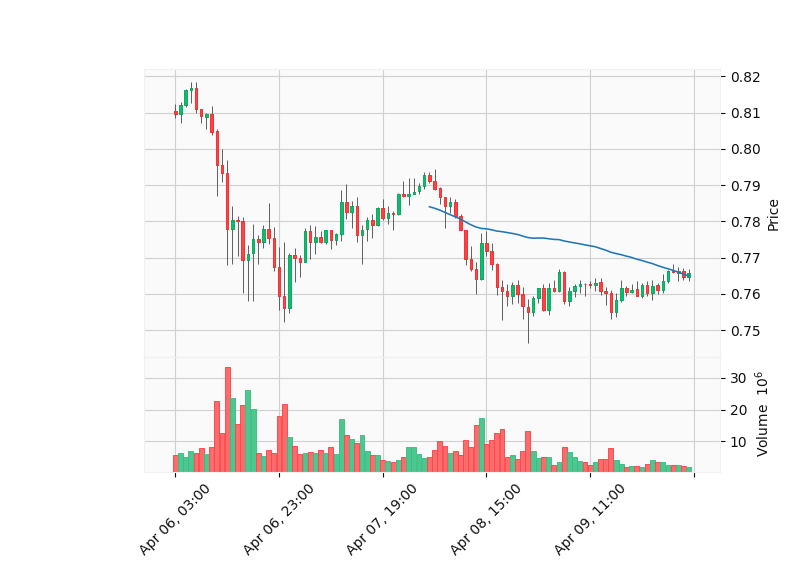 0.82
0.81
0.80
0.79
0.78
0.77
0.76
0.75
Price
30
20
10
Volume 10⁶
Apr 06, 03:00
Apr 06, 23:00
Apr 07, 19:00
Apr 08, 15:00
Apr 09, 11:00